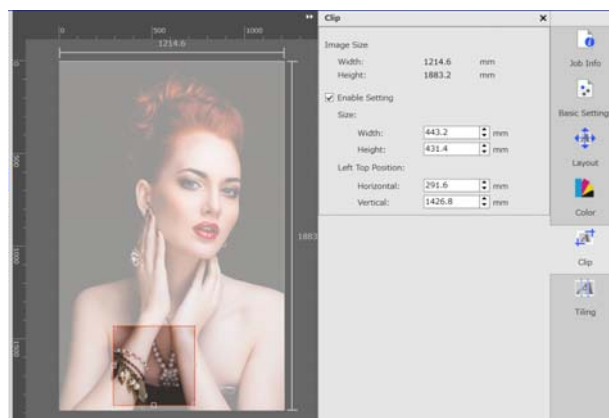 Clip
Image Size
Width: 1214.6 mm
Height: 1883.2 mm
Enable Setting
Size:
Width: 443.2 mm
Height: 431.4 mm
Left Top Position:
Horizontal: 291.6 mm
Vertical: 1426.8 mm
0 500 1000
1214.6
0
500
1000
1500
1883
Job Info
Basic Setting
Layout
Color
Clip
Tiling